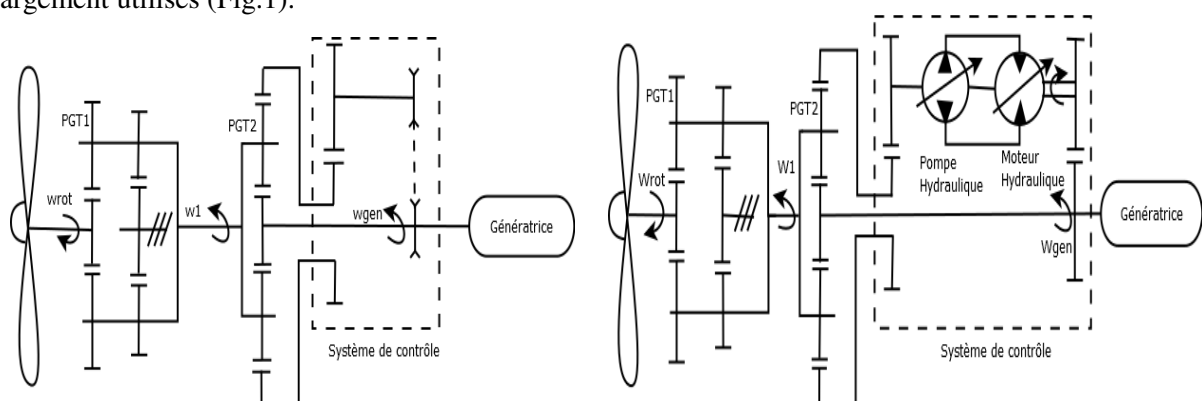 largement utilisés (Fig.1).
PGT1
PGT2
wrot
w1
wgen
Génératrice
Système de contrôle
PGT1
PGT2
Wrot
W1
Pompe
Hydraulique
Moteur
Hydraulique
Wgen
Génératrice
Système de contrôle